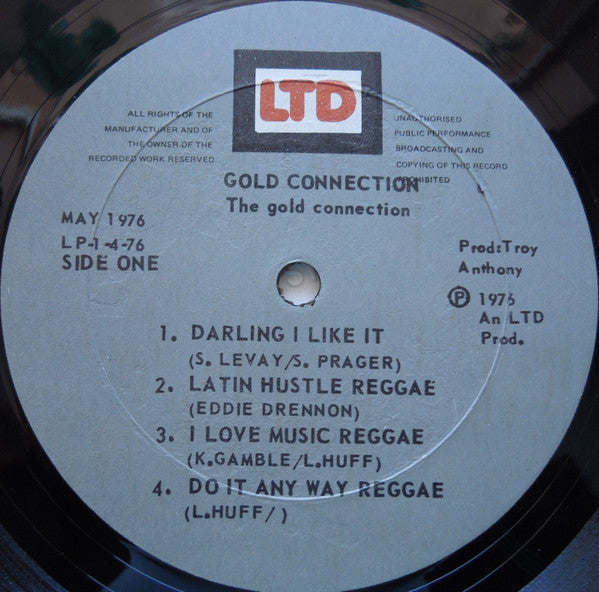 LTD
ALL RIGHTS OF THE
MANUFACTURER AND OF
THE OWNER OF THE
RECORDED WORK RESERVED
UNAUTHORISED
PUBLIC PERFORMANCE
BROADCASTING AND
COPYING OF THIS RECORD
PROHIBITED
GOLD CONNECTION
The gold connection
MAY 1976
LP-1-4-76
SIDE ONE
Prod:Troy
Anthony
Ⓟ 1976
An LTD
Prod.
1. DARLING I LIKE IT
(S. LEVAY/S. PRAGER)
2. LATIN HUSTLE REGGAE
(EDDIE DRENNON)
3. I LOVE MUSIC REGGAE
(K.GAMBLE/L.HUFF)
4. DO IT ANY WAY REGGAE
(L.HUFF/ )